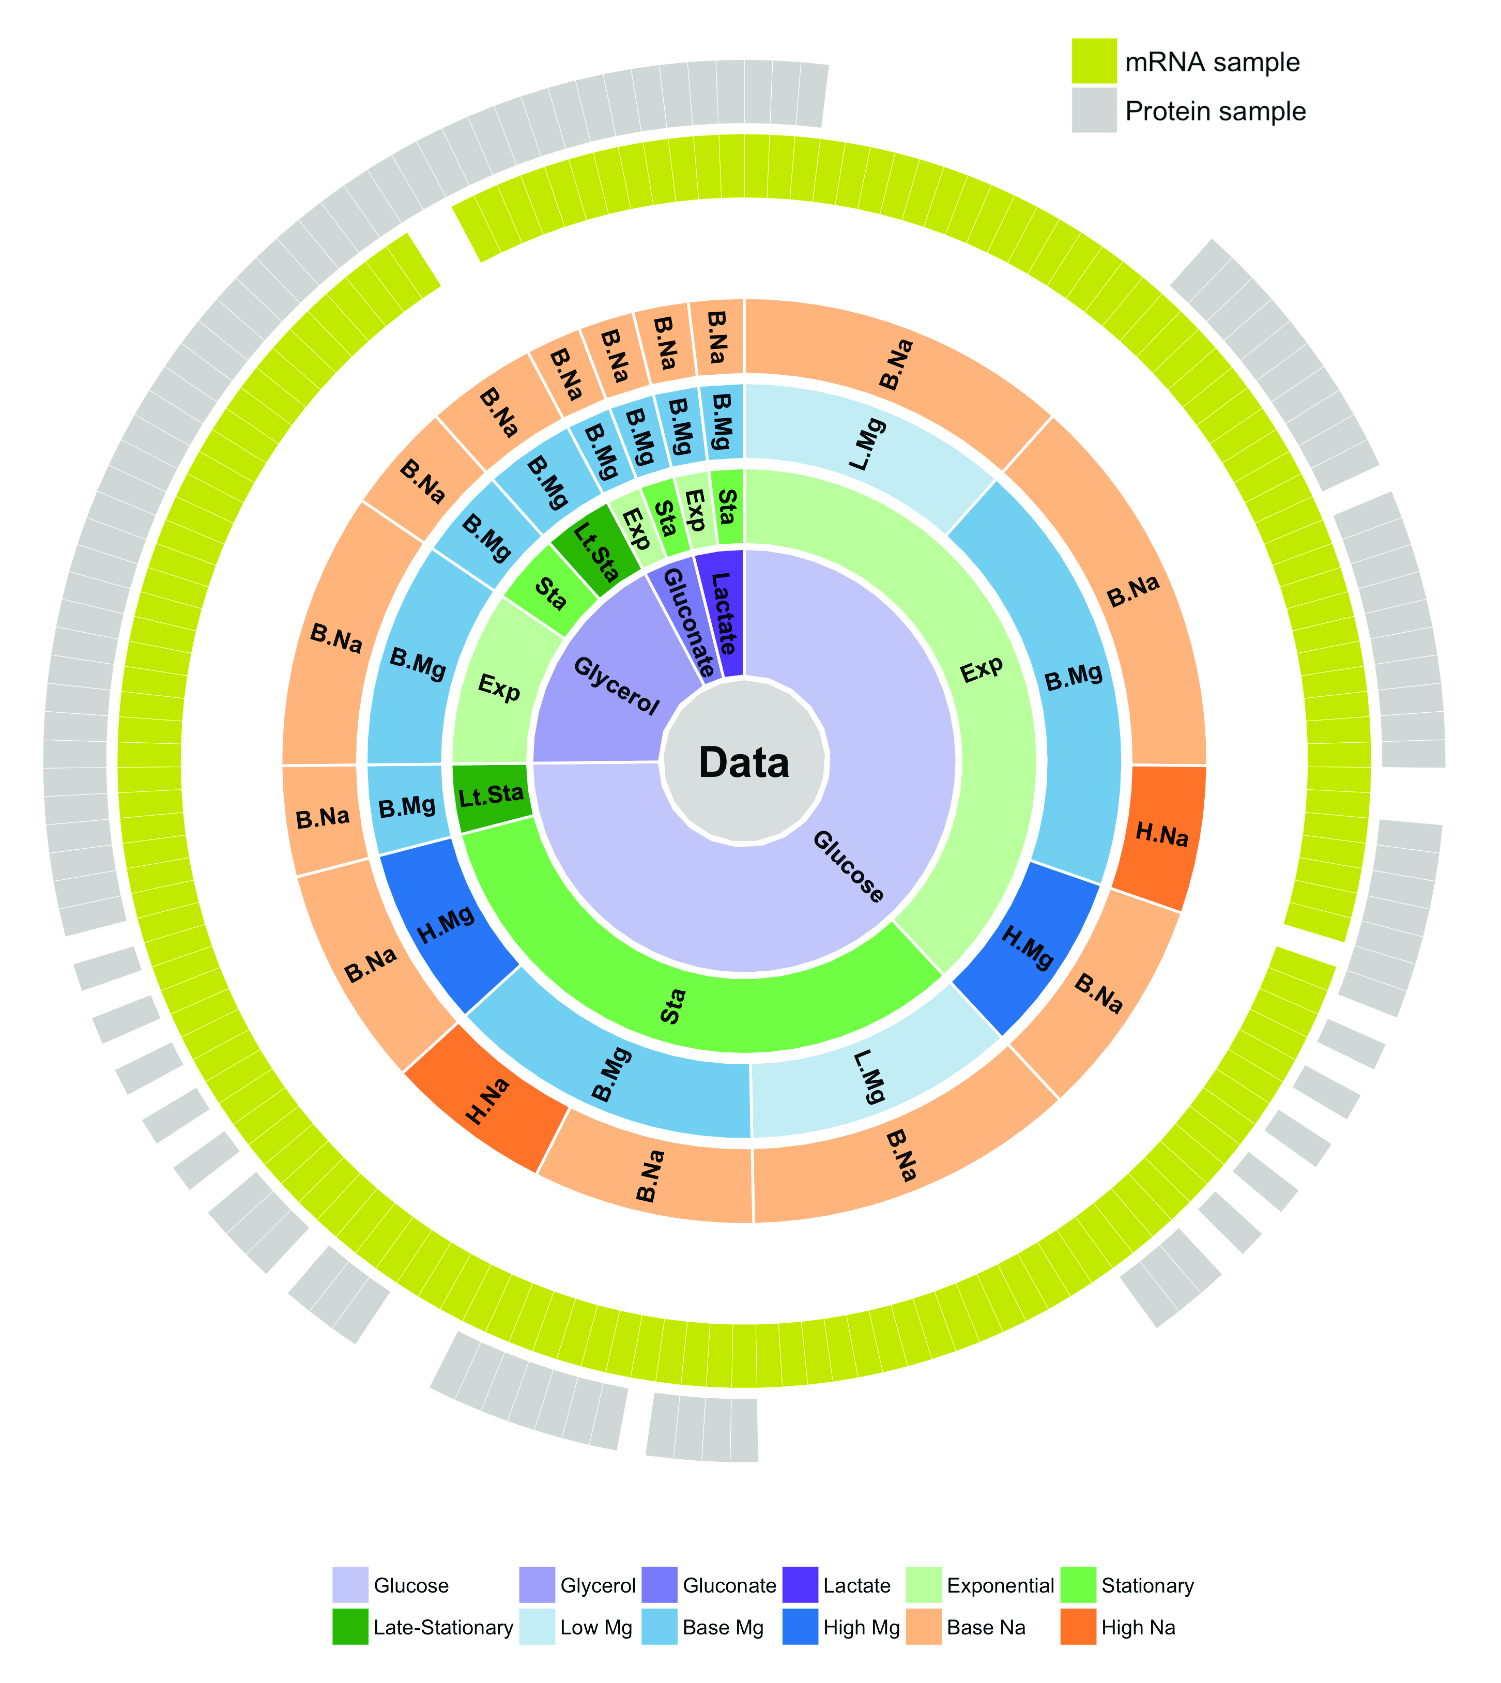 mRNA sample
Protein sample
B.Na
B.Na
H.Na
B.Na
B.Na
B.Na
H.Na
B.Na
B.Na
B.Na
B.Na
B.Na
B.Na
B.Na
B.Na
B.Na
L.Mg
B.Mg
H.Mg
L.Mg
B.Mg
H.Mg
B.Mg
B.Mg
B.Mg
B.Mg
B.Mg
B.Mg
B.Mg
B.Mg
Exp
Sta
Lt.Sta
Exp
Sta
Lt.Sta
Exp
Sta
Exp
Sta
Glucose
Glycerol
Gluconate
Lactate
Data
Glucose Glycerol Gluconate Lactate Exponential Stationary
Late-Stationary Low Mg Base Mg High Mg Base Na High Na